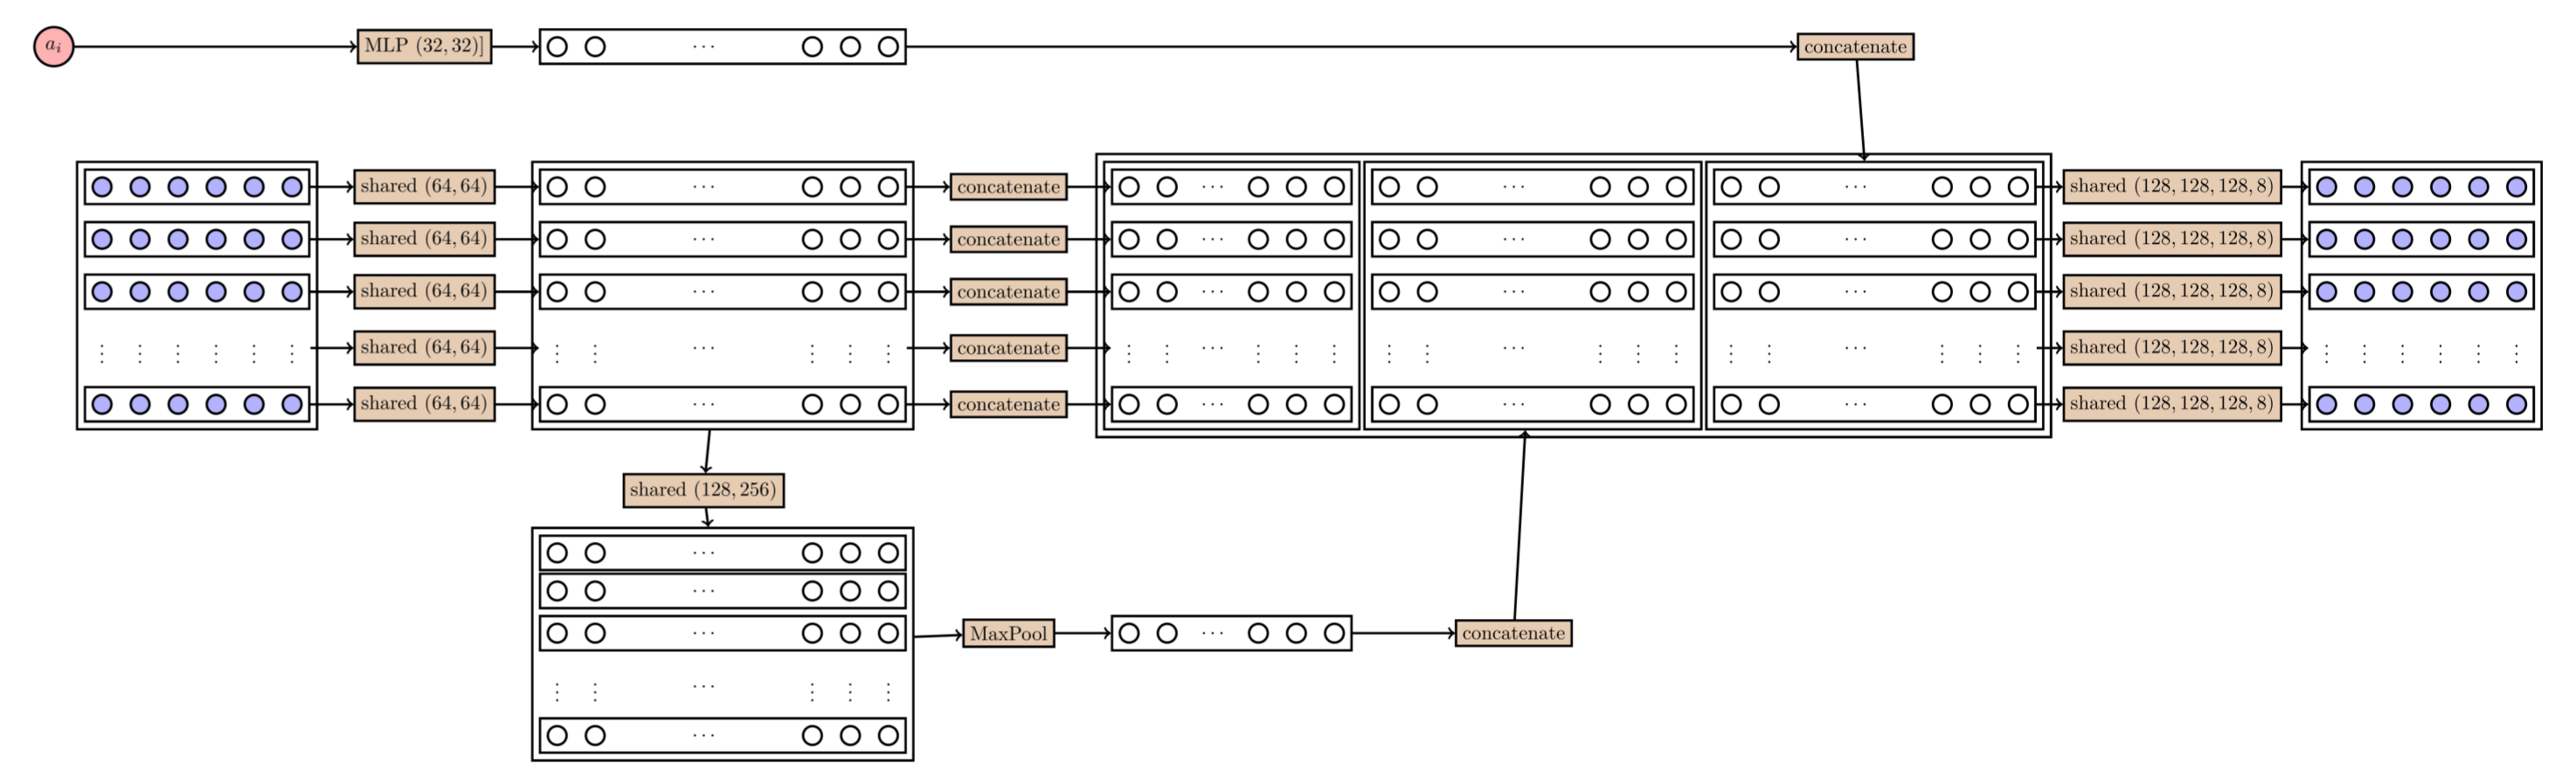 a_i MLP (32, 32)] concatenate
shared (64, 64) concatenate shared (128, 128, 128, 8)
shared (64, 64) concatenate shared (128, 128, 128, 8)
shared (64, 64) concatenate shared (128, 128, 128, 8)
shared (64, 64) concatenate shared (128, 128, 128, 8)
shared (64, 64) concatenate shared (128, 128, 128, 8)
shared (128, 256)
MaxPool concatenate